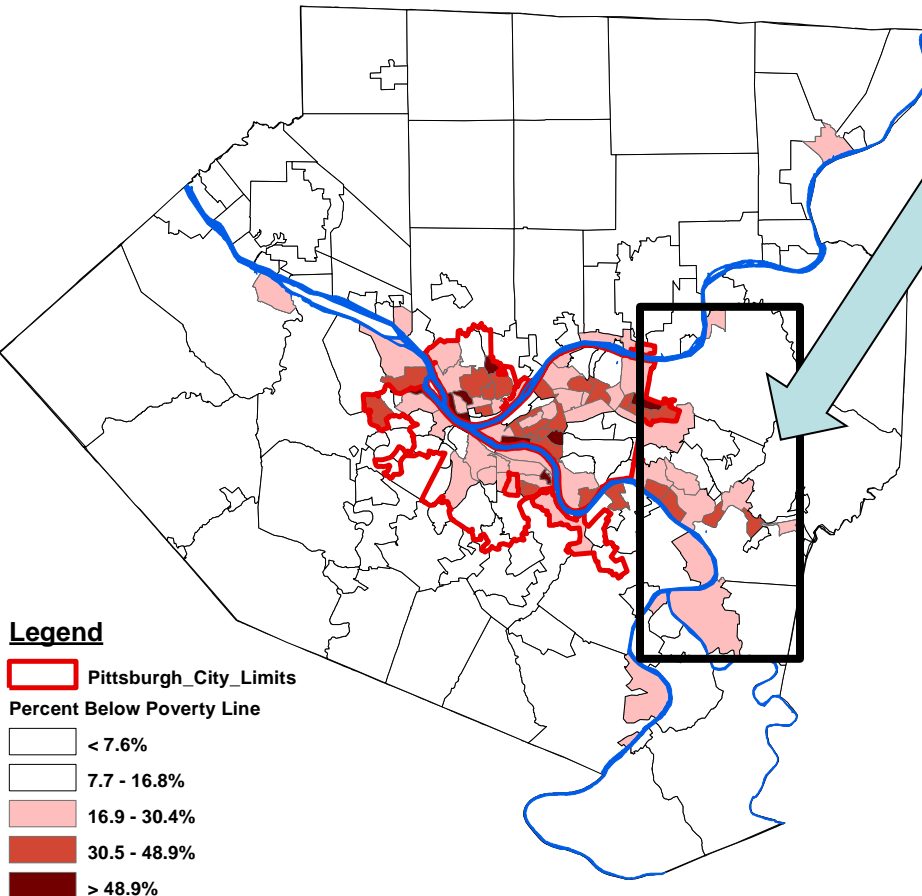 Legend
Pittsburgh_City_Limits
Percent Below Poverty Line
< 7.6%
7.7 - 16.8%
16.9 - 30.4%
30.5 - 48.9%
> 48.9%